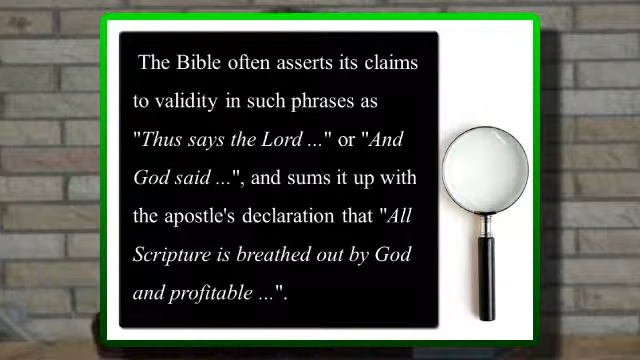 The Bible often asserts its claims
to validity in such phrases as
"Thus says the Lord ..." or "And
God said ...", and sums it up with
the apostle's declaration that "All
Scripture is breathed out by God
and profitable ...".